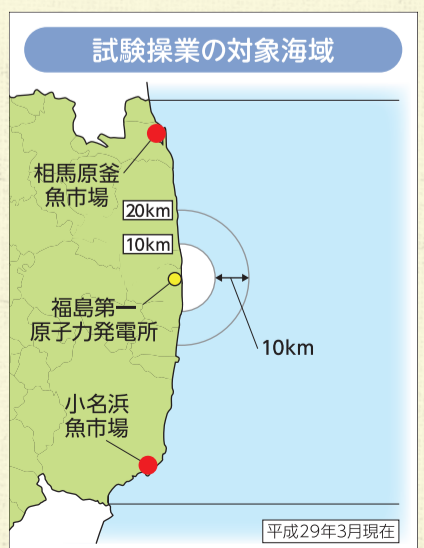 試験操業の対象海域
相馬原釜
魚市場
20km
10km
福島第一
原子力発電所
10km
小名浜
魚市場
平成29年3月現在